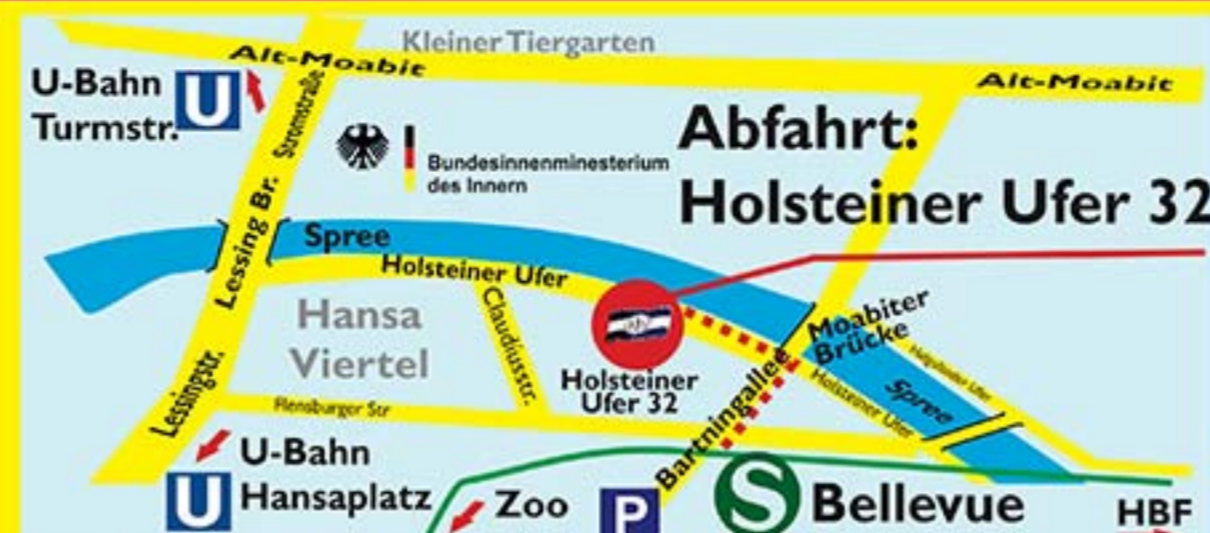 Kleiner Tiergarten
Alt-Moabit
Alt-Moabit
U-Bahn
Turmstr.
U
Stromstraße
Abfahrt:
Holsteiner Ufer 32
Bundesinnenminesterium
des Innern
Lessing Br.
Spree
Holsteiner Ufer
Claudiusstr.
Hansa
Viertel
Moabiter
Brücke
Holsteiner
Ufer 32
Lessingstr.
Flensburger Str
Bartningallee
Holsteiner Ufer
Spree
U-Bahn
Hansaplatz
U
Zoo
P
S
Bellevue
HBF